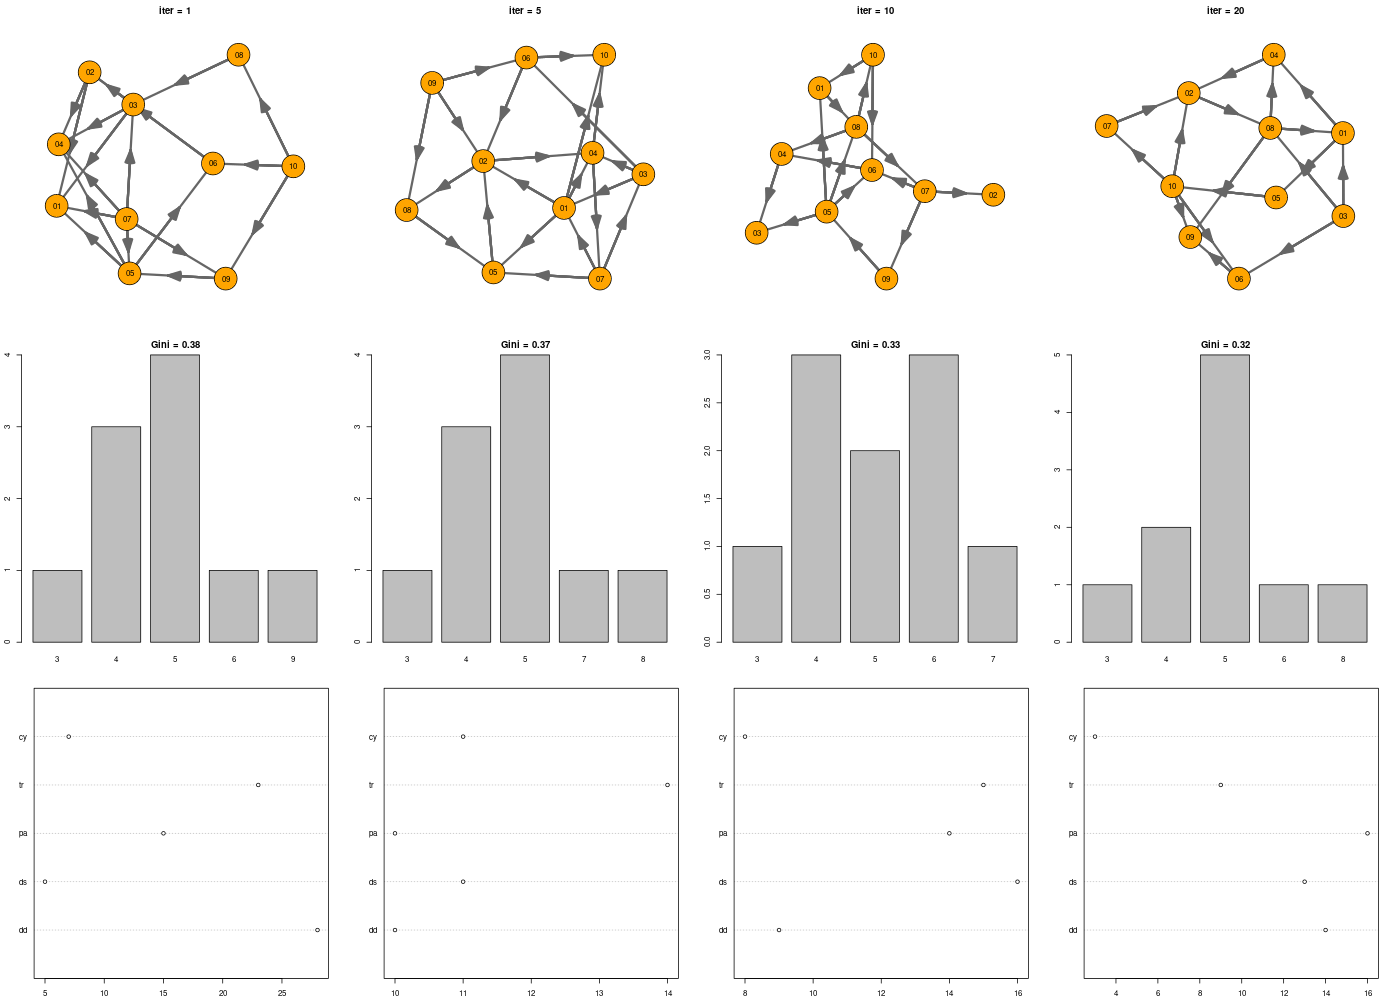 iter = 1
iter = 5
iter = 10
iter = 20
08
02
03
04
06
10
01
07
05
09
06
10
09
02
04
03
08
01
05
07
10
01
08
04
06
07
02
05
03
09
04
02
07
08
01
10
05
03
09
06
Gini = 0.38
4
3
2
1
0
3 4 5 6 9
Gini = 0.37
4
3
2
1
0
3 4 5 7 8
Gini = 0.33
3.0
2.5
2.0
1.5
1.0
0.5
0.0
3 4 5 6 7
Gini = 0.32
5
4
3
2
1
0
3 4 5 6 8
cy
tr
pa
ds
dd
5 10 15 20 25
cy
tr
pa
ds
dd
10 11 12 13 14
cy
tr
pa
ds
dd
8 10 12 14 16
cy
tr
pa
ds
dd
4 6 8 10 12 14 16